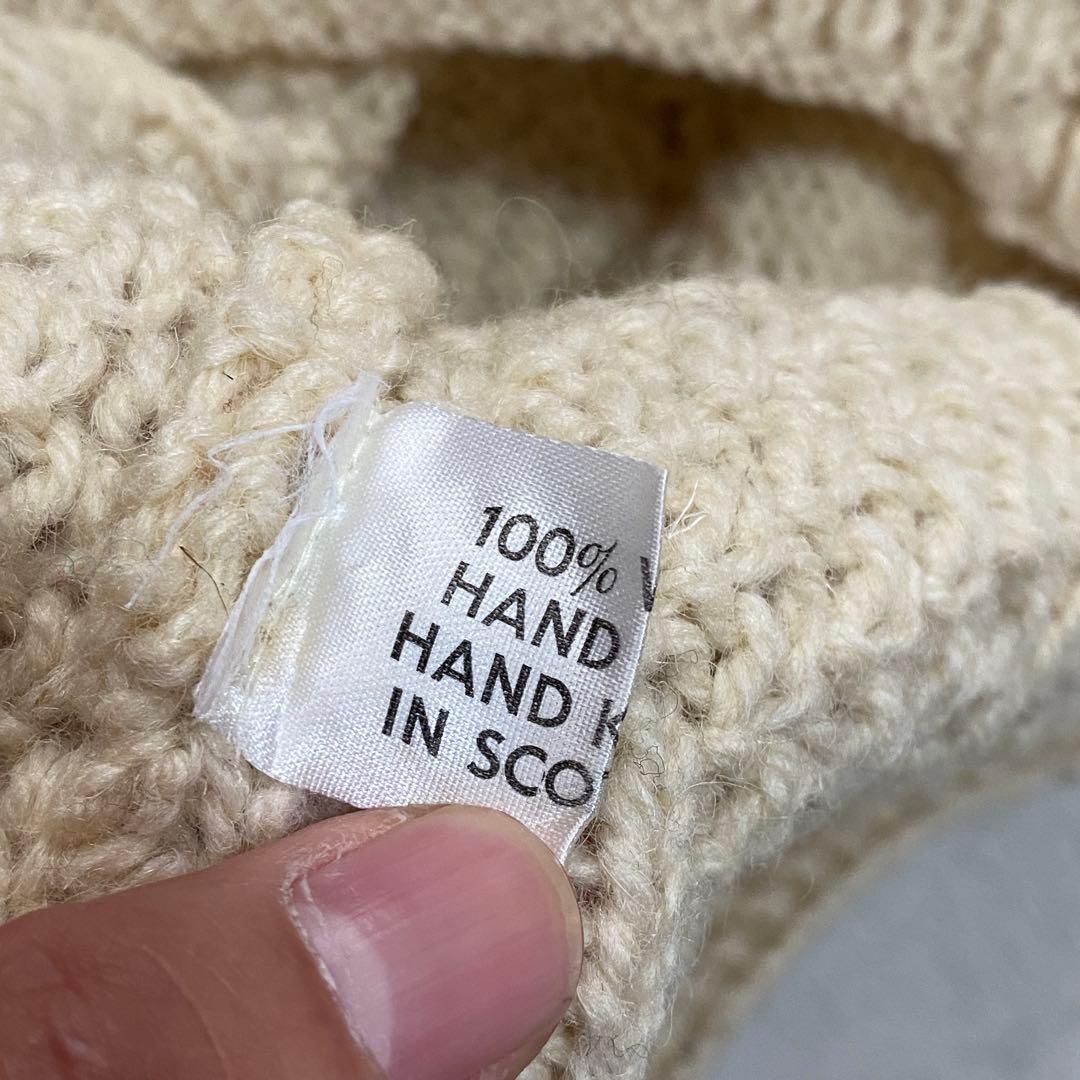 100%
HAND
HAND K
IN SCO